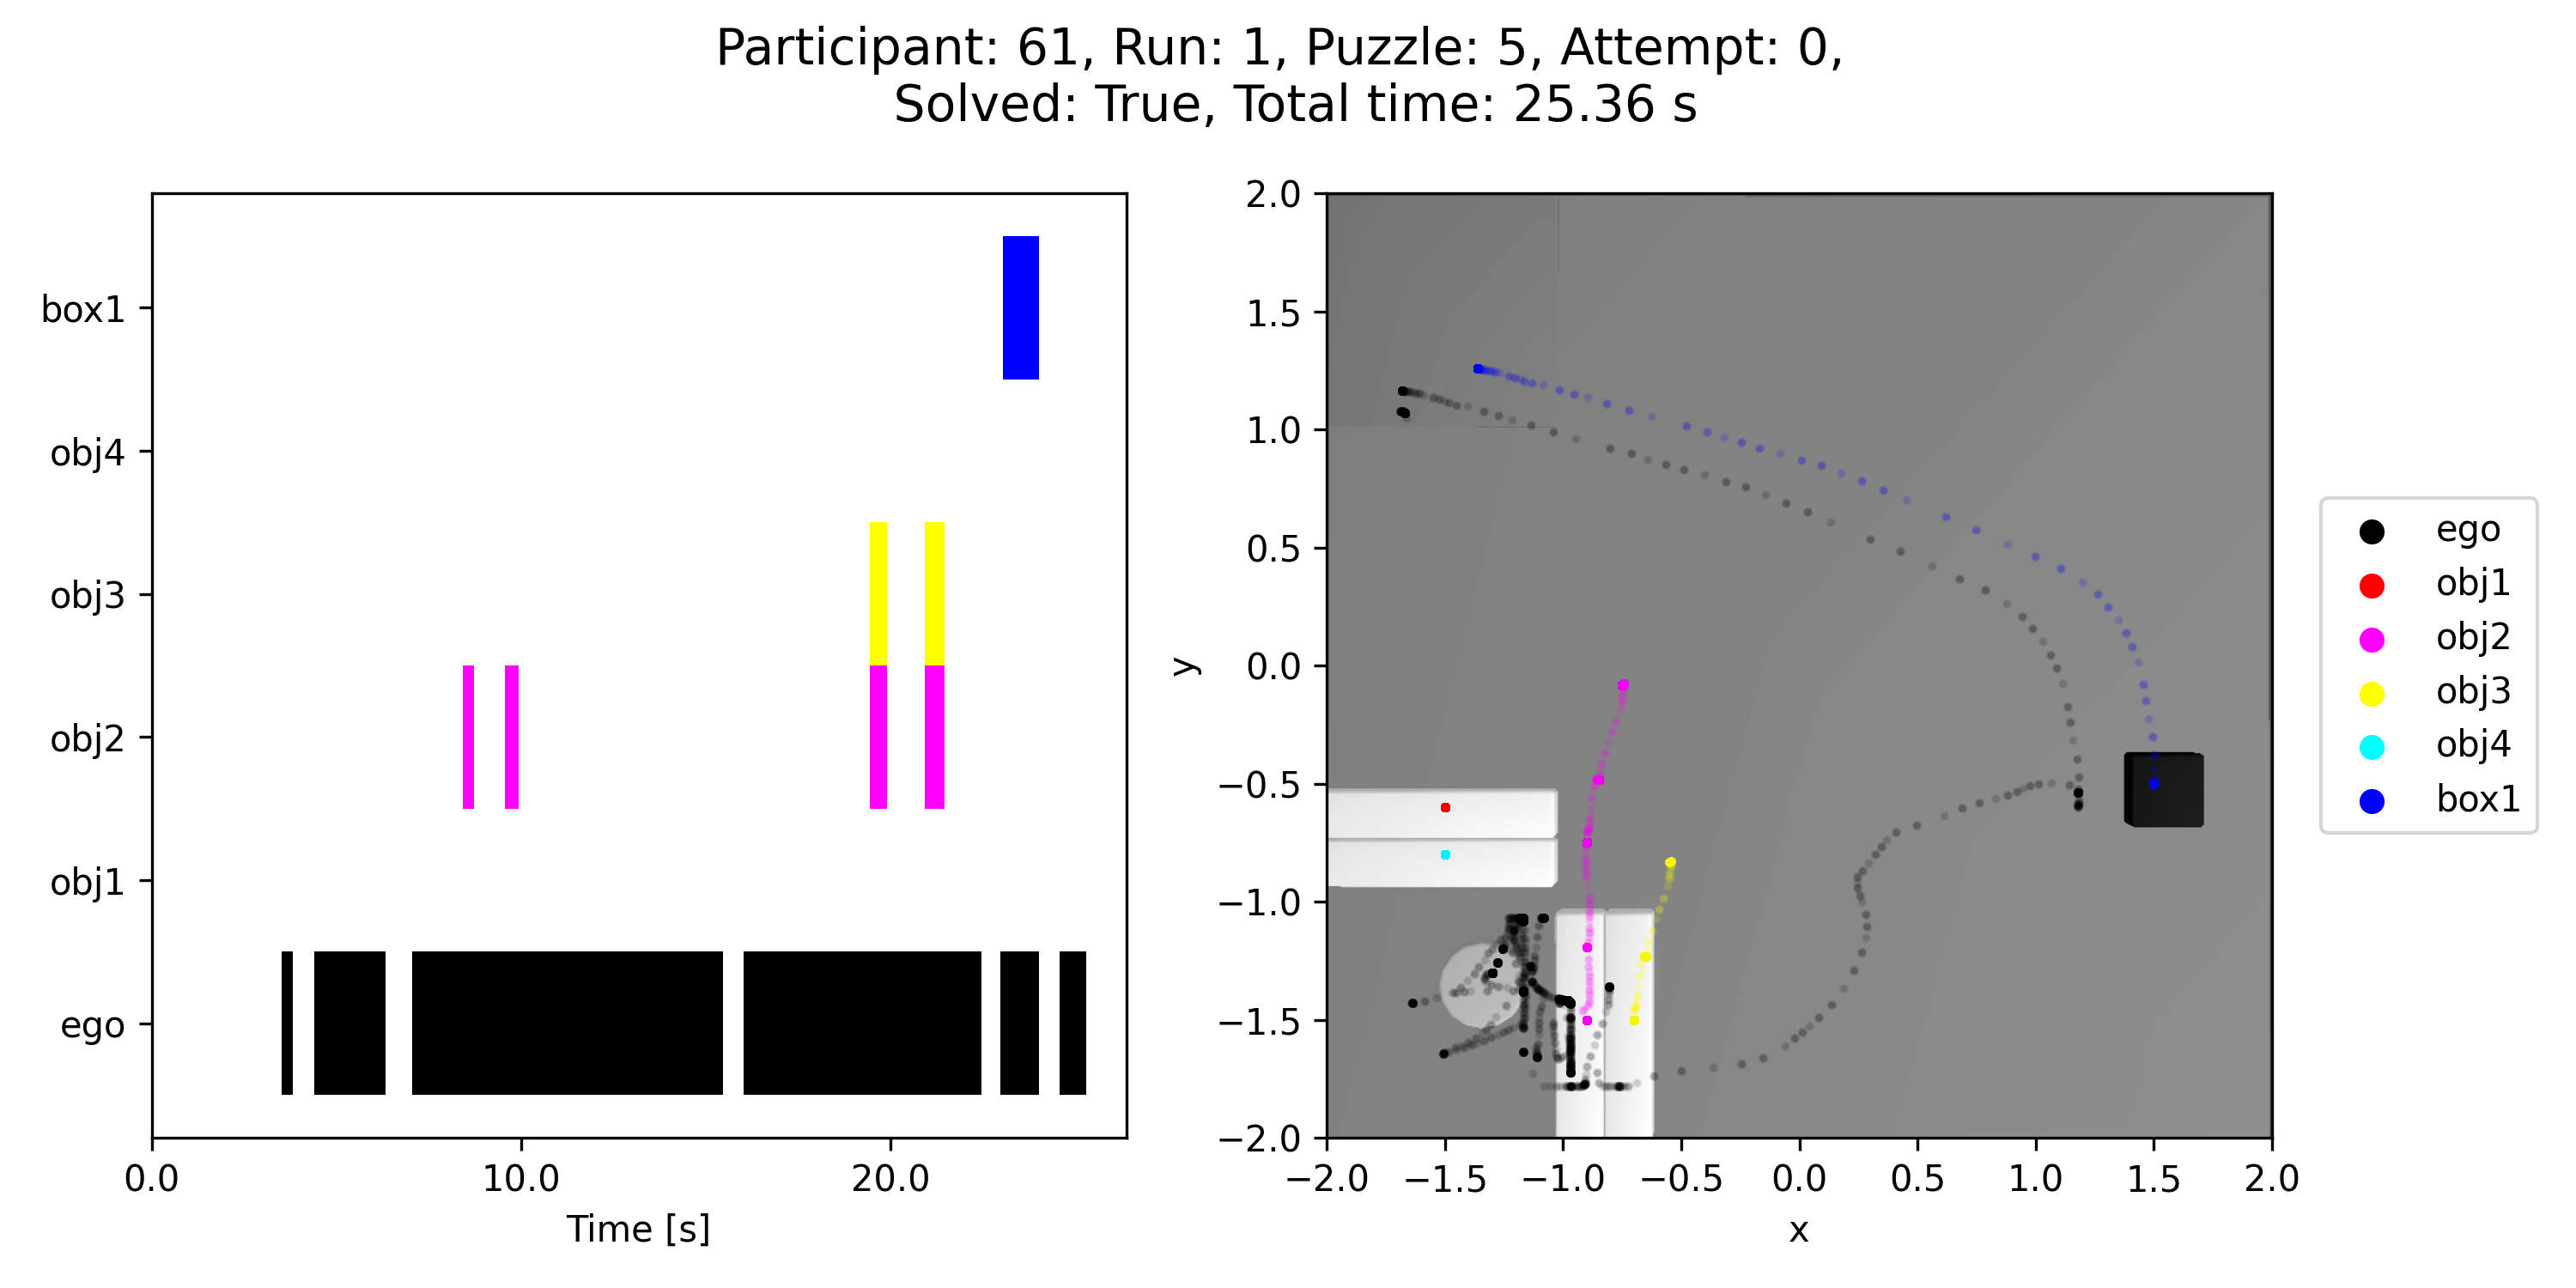 Participant: 61, Run: 1, Puzzle: 5, Attempt: 0,
Solved: True, Total time: 25.36 s
box1
obj4
obj3
obj2
obj1
ego
0.0 10.0 20.0
Time [s]
2.0
1.5
1.0
0.5
0.0
−0.5
−1.0
−1.5
−2.0
y
−2.0 −1.5 −1.0 −0.5 0.0 0.5 1.0 1.5 2.0
x
ego
obj1
obj2
obj3
obj4
box1